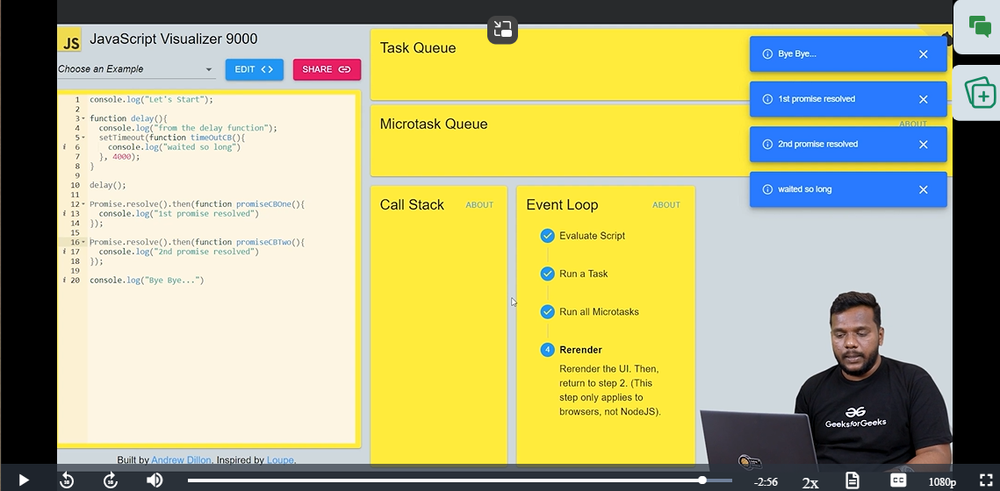 JS JavaScript Visualizer 9000
Choose an Example
EDIT <>
SHARE
1 console.log("Let's Start");
2
3 function delay(){
4 console.log("from the delay function");
5 setTimeout(function timeOutCB(){
i 6 console.log("waited so long")
7 }, 4000);
8 }
9
10 delay();
11
12 Promise.resolve().then(function promiseCBOne(){
i 13 console.log("1st promise resolved")
14 });
15
16 Promise.resolve().then(function promiseCBTwo(){
i 17 console.log("2nd promise resolved")
18 });
19
i 20 console.log("Bye Bye...")
Built by Andrew Dillon. Inspired by Loupe.
Task Queue
Microtask Queue
ABOUT
Call Stack
ABOUT
Event Loop
ABOUT
Evaluate Script
Run a Task
Run all Microtasks
4 Rerender
Rerender the UI. Then,
return to step 2. (This
step only applies to
browsers, not NodeJS).
Bye Bye...
1st promise resolved
2nd promise resolved
waited so long
GeeksforGeeks
10
10
-2:56
2x
CC
1080p